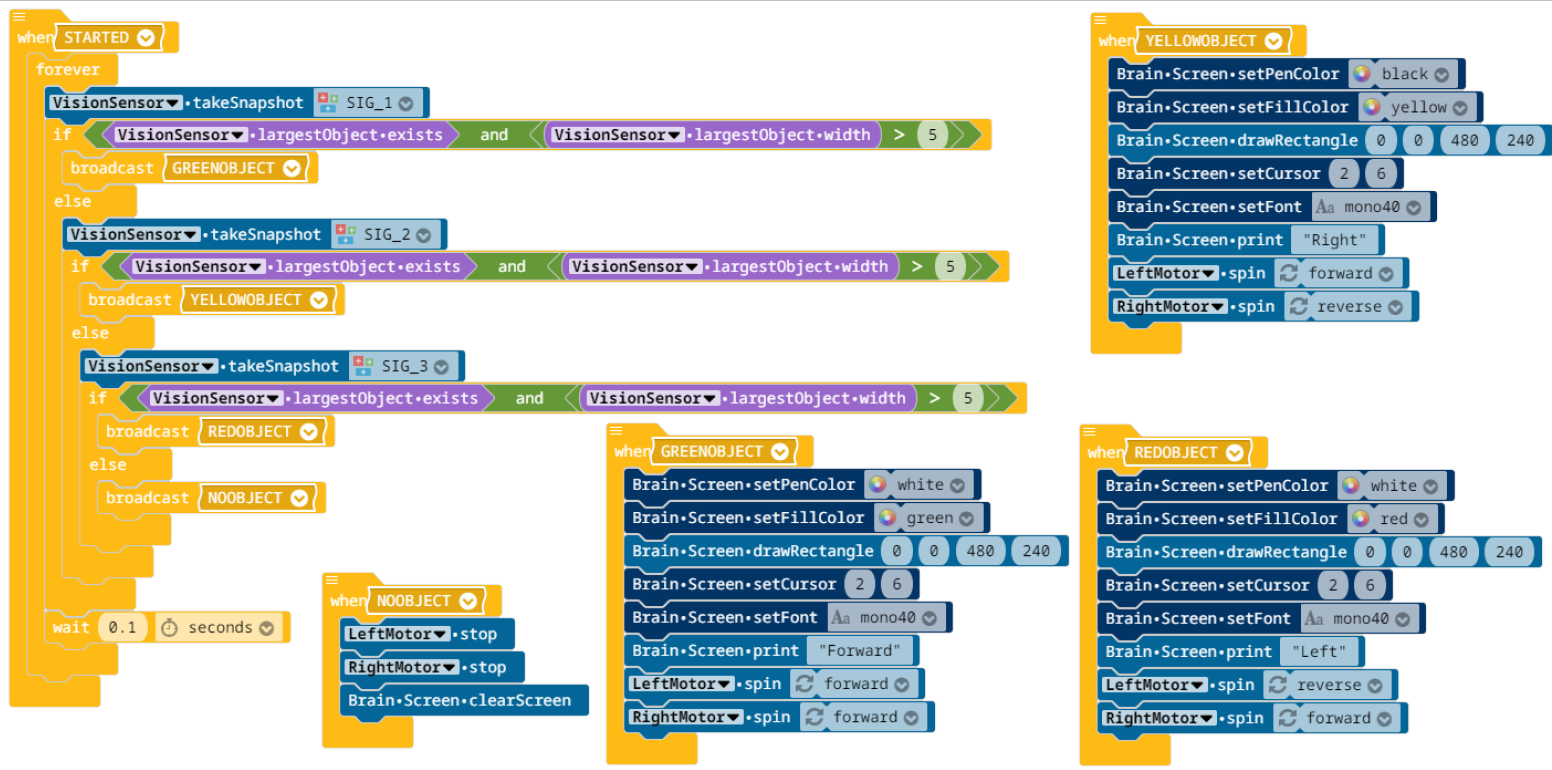 when STARTED
forever
VisionSensor•takeSnapshot SIG_1
if VisionSensor•largestObject•exists and VisionSensor•largestObject•width > 5
broadcast GREENOBJECT
else
VisionSensor•takeSnapshot SIG_2
if VisionSensor•largestObject•exists and VisionSensor•largestObject•width > 5
broadcast YELLOWOBJECT
else
VisionSensor•takeSnapshot SIG_3
if VisionSensor•largestObject•exists and VisionSensor•largestObject•width > 5
broadcast REDOBJECT
else
broadcast NOOBJECT
wait 0.1 seconds
when NOOBJECT
LeftMotor•stop
RightMotor•stop
Brain•Screen•clearScreen
when GREENOBJECT
Brain•Screen•setPenColor white
Brain•Screen•setFillColor green
Brain•Screen•drawRectangle 0 0 480 240
Brain•Screen•setCursor 2 6
Brain•Screen•setFont Aa mono40
Brain•Screen•print "Forward"
LeftMotor•spin forward
RightMotor•spin forward
when YELLOWOBJECT
Brain•Screen•setPenColor black
Brain•Screen•setFillColor yellow
Brain•Screen•drawRectangle 0 0 480 240
Brain•Screen•setCursor 2 6
Brain•Screen•setFont Aa mono40
Brain•Screen•print "Right"
LeftMotor•spin forward
RightMotor•spin reverse
when REDOBJECT
Brain•Screen•setPenColor white
Brain•Screen•setFillColor red
Brain•Screen•drawRectangle 0 0 480 240
Brain•Screen•setCursor 2 6
Brain•Screen•setFont Aa mono40
Brain•Screen•print "Left"
LeftMotor•spin reverse
RightMotor•spin forward